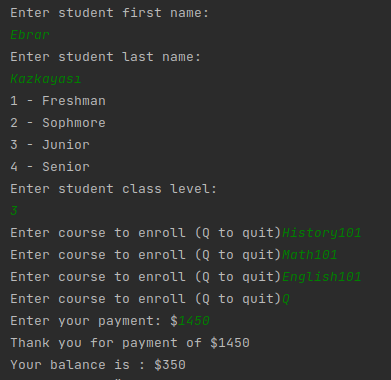 Enter student first name:
Ebrar
Enter student last name:
Kazkayası
1 - Freshman
2 - Sophmore
3 - Junior
4 - Senior
Enter student class level:
3
Enter course to enroll (Q to quit)History101
Enter course to enroll (Q to quit)Math101
Enter course to enroll (Q to quit)English101
Enter course to enroll (Q to quit)Q
Enter your payment: $1450
Thank you for payment of $1450
Your balance is : $350